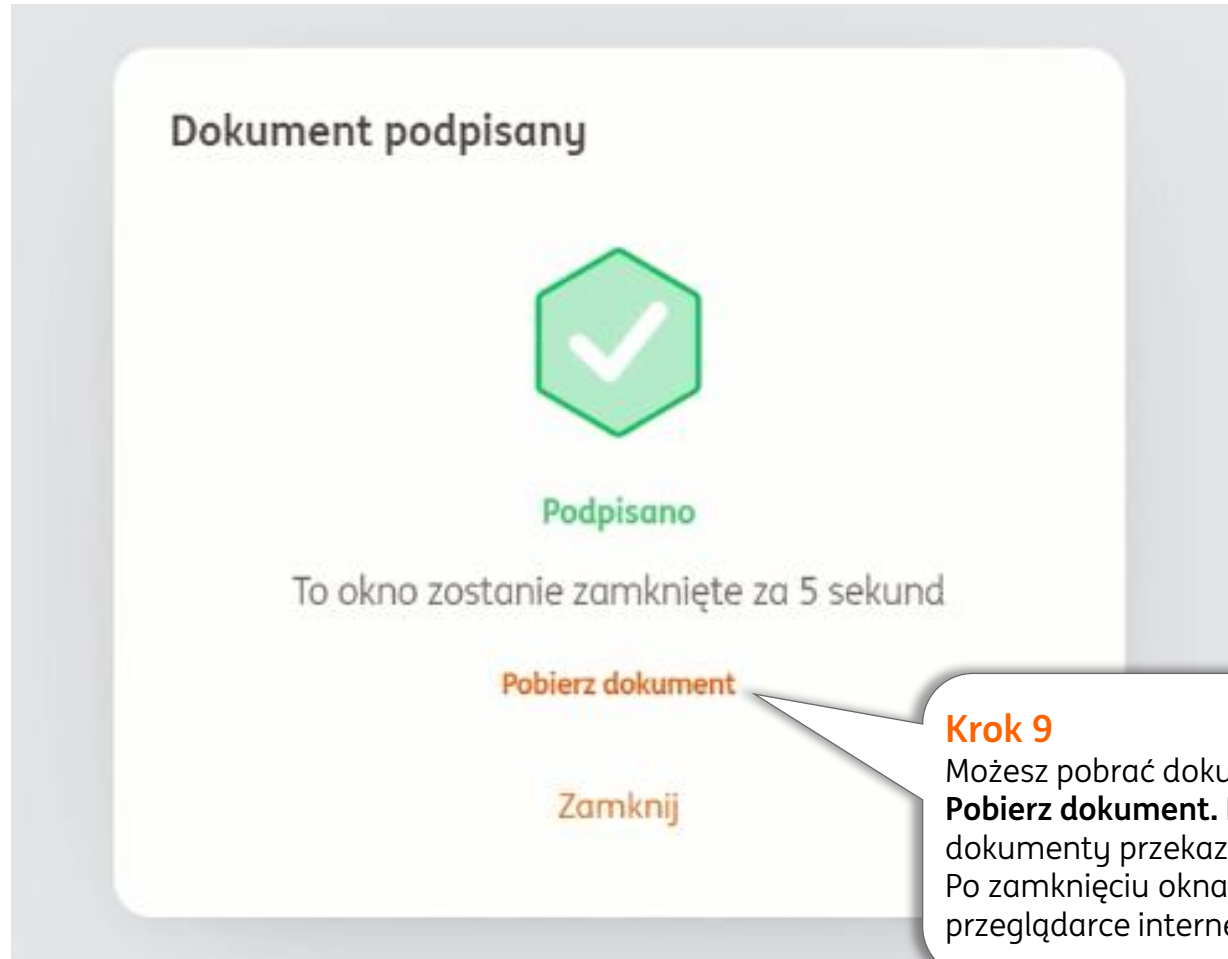 Dokument podpisany
Podpisano
To okno zostanie zamknięte za 5 sekund
Pobierz dokument
Zamknij
Krok 9
Możesz pobrać
Pobierz dokument.
dokumenty
Po zamknięciu okna
przeglądarce